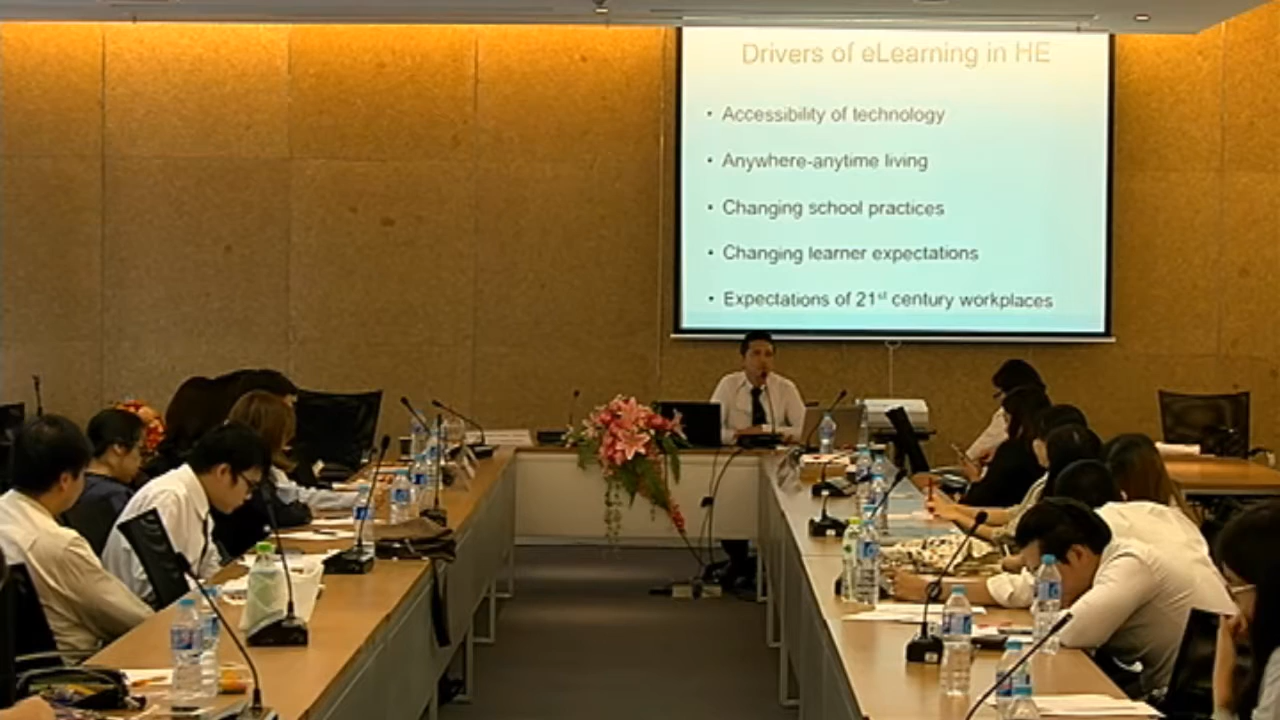 Drivers of eLearning in HE
• Accessibility of technology
• Anywhere-anytime living
• Changing school practices
• Changing learner expectations
• Expectations of 21st century workplaces